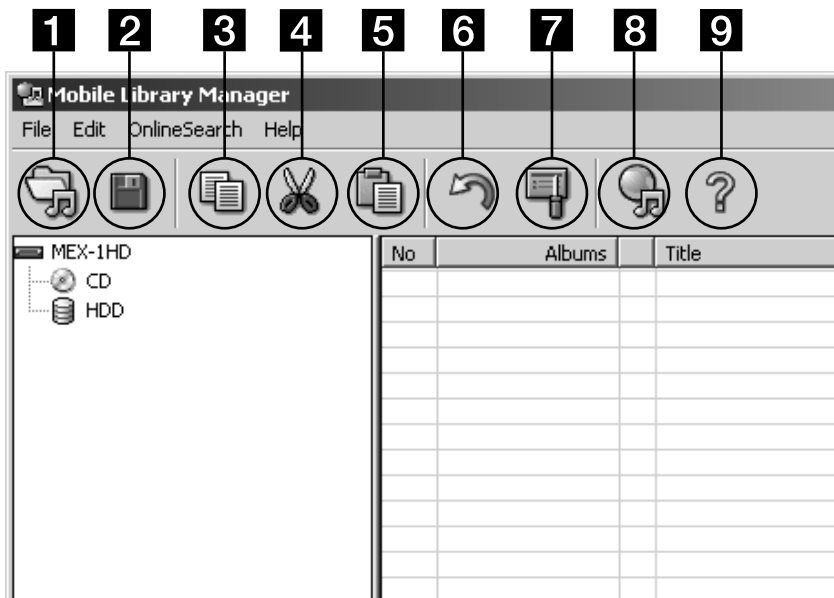 1 2 3 4 5 6 7 8 9
Mobile Library Manager
File Edit OnlineSearch Help
MEX-1HD
CD
HDD
No Albums Title